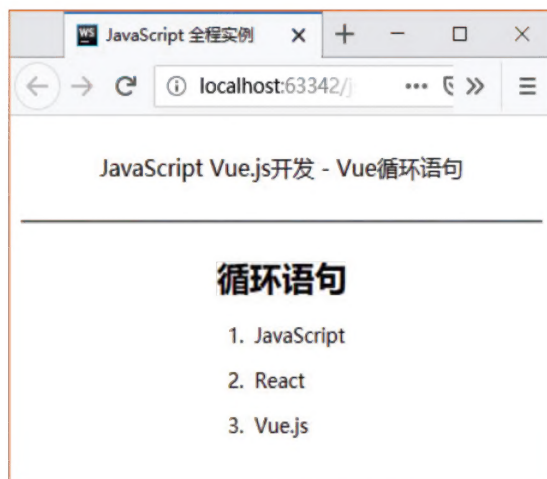 WS JavaScript 全程实例
localhost:63342/j
JavaScript Vue.js开发 - Vue循环语句
循环语句
1. JavaScript
2. React
3. Vue.js